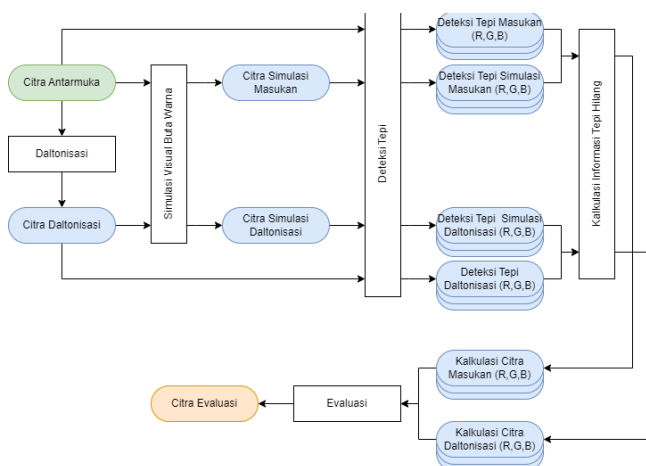 Deteksi Tepi Masukan
(R,G,B)
Citra Antarmuka
Citra Simulasi
Masukan
Deteksi Tepi Simulasi
Masukan (R,G,B)
Daltonisasi
Simulasi Visual Buta Warna
Deteksi Tepi
Kalkulasi Informasi Tepi Hilang
Citra Daltonisasi
Citra Simulasi
Daltonisasi
Deteksi Tepi Simulasi
Daltonisasi (R,G,B)
Deteksi Tepi
Daltonisasi (R,G,B)
Kalkulasi Citra
Masukan (R,G,B)
Citra Evaluasi
Evaluasi
Kalkulasi Citra
Daltonisasi (R,G,B)